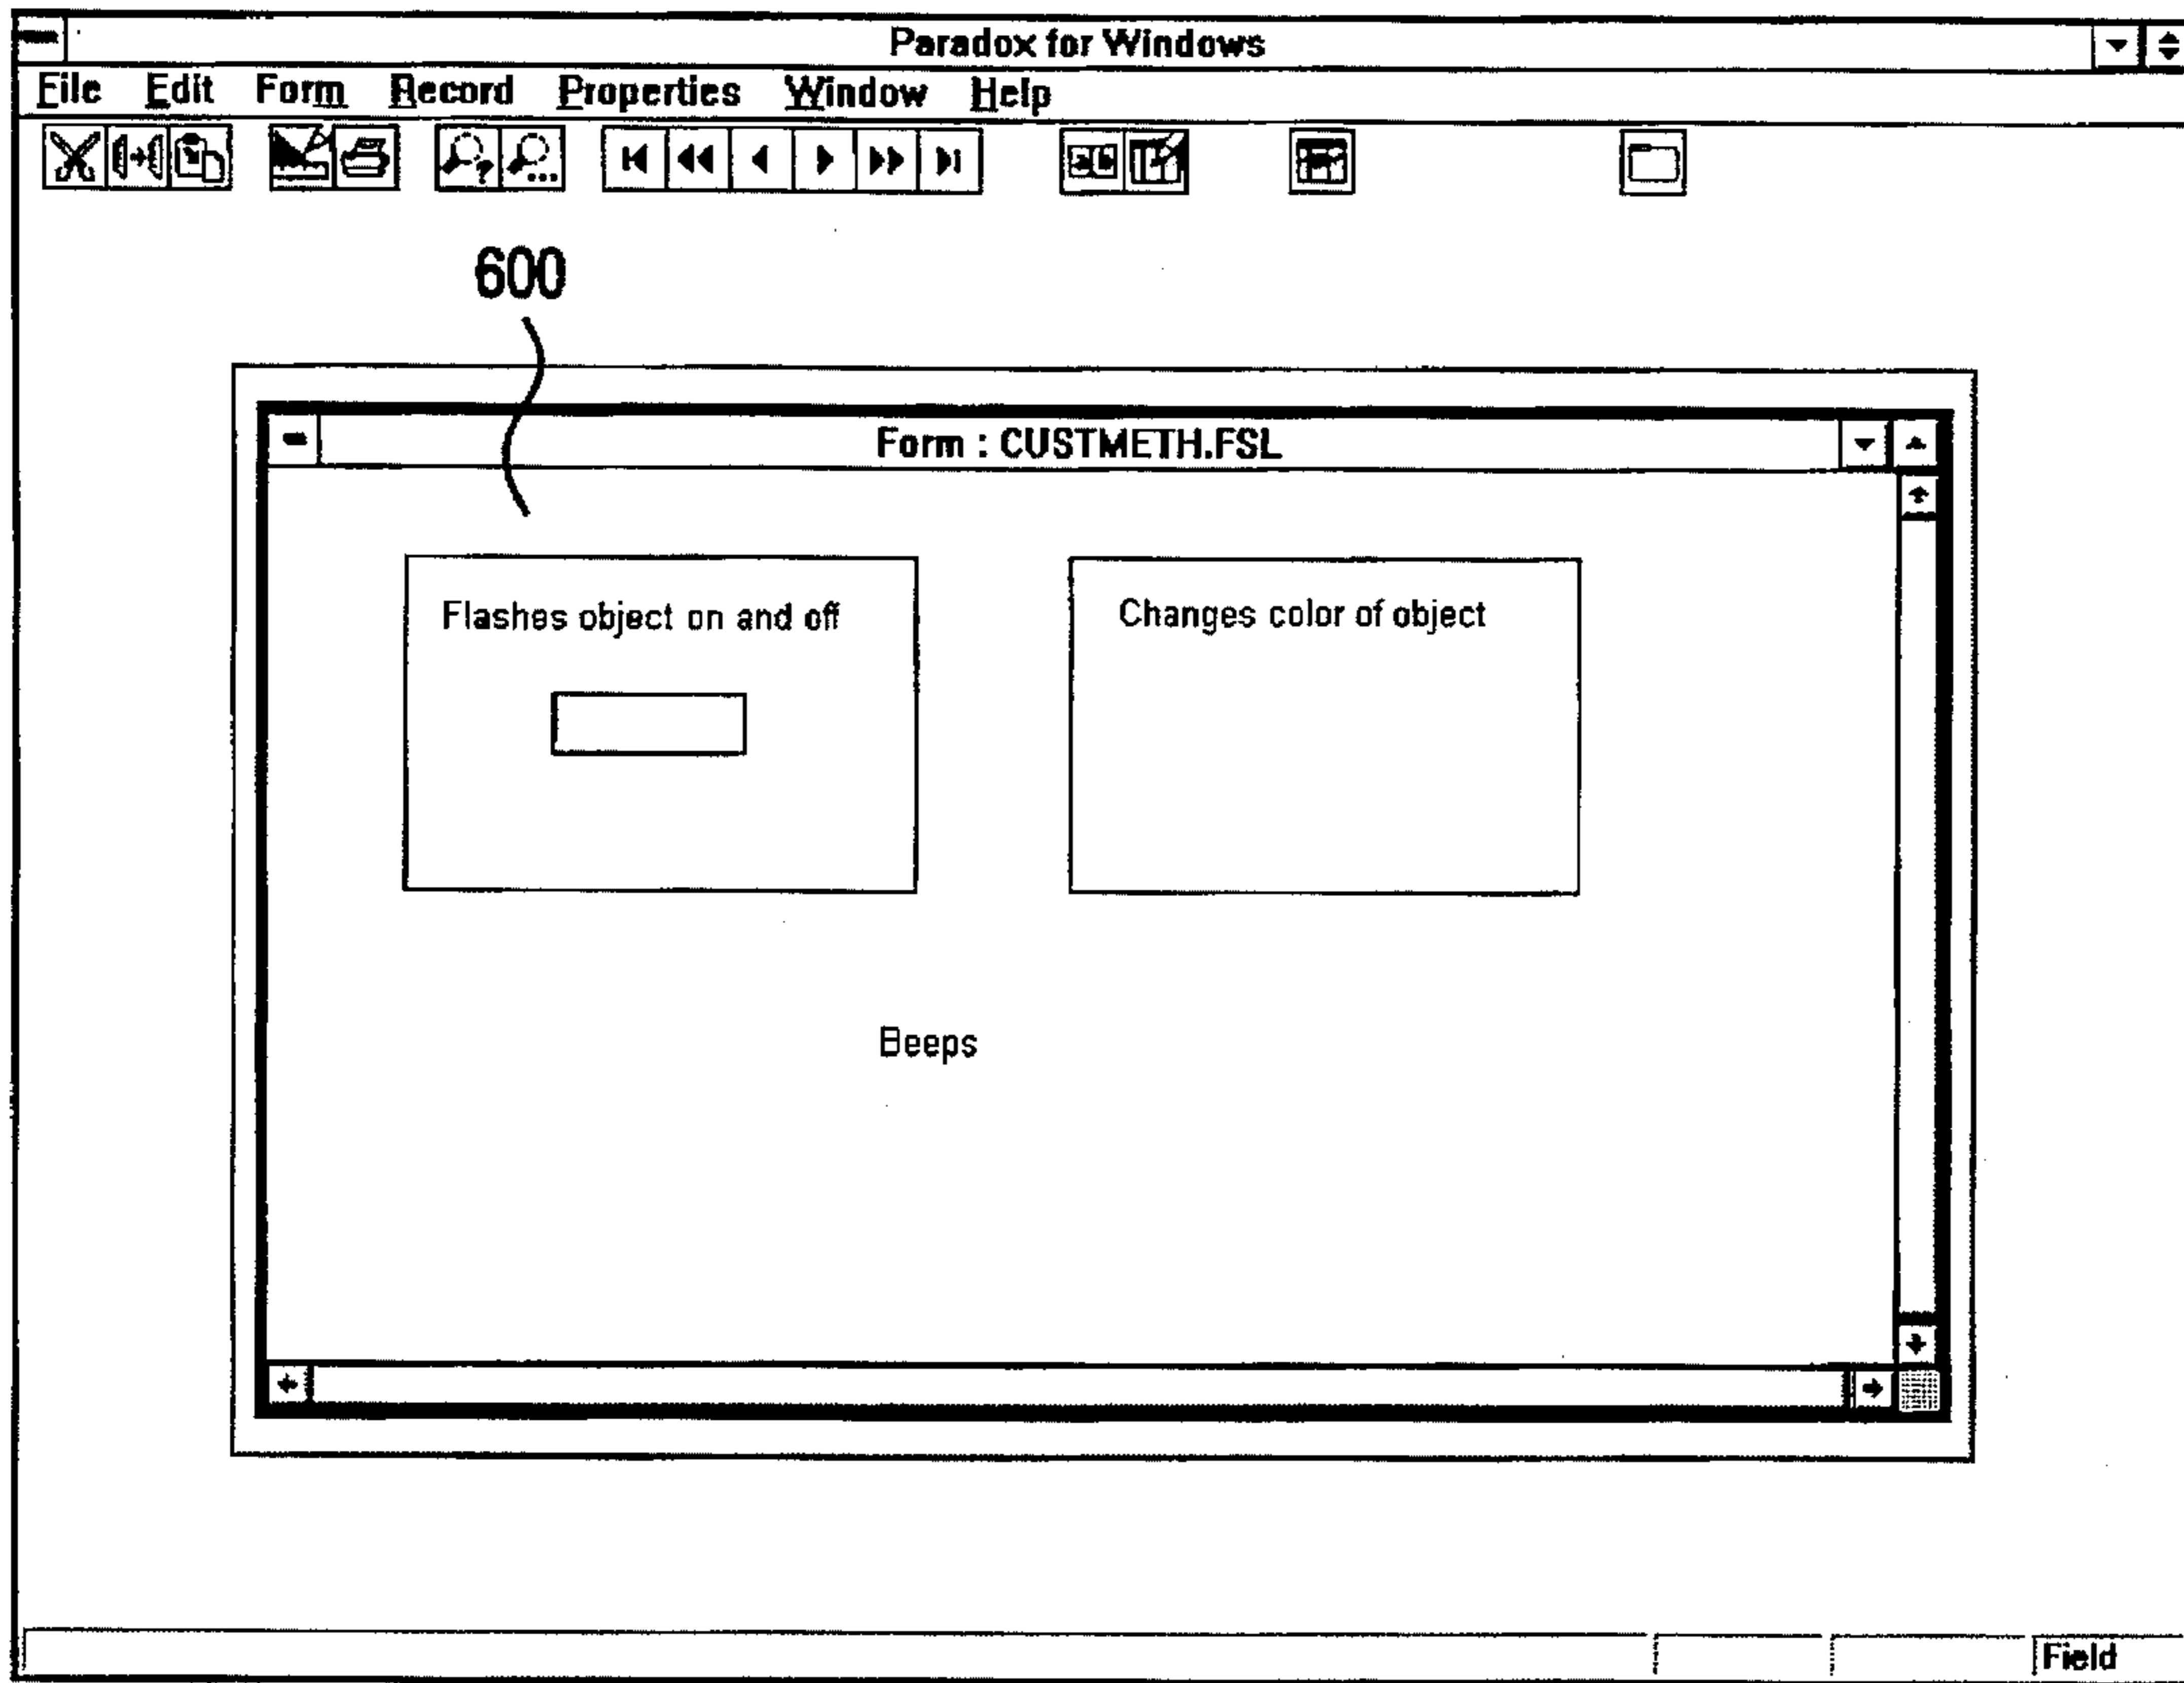 Paradox for Windows
File Edit Form Record Properties Window Help
ab
600
Form : CUSTMETH.FSL
Flashes object on and off
Changes color of object
Beeps
Field